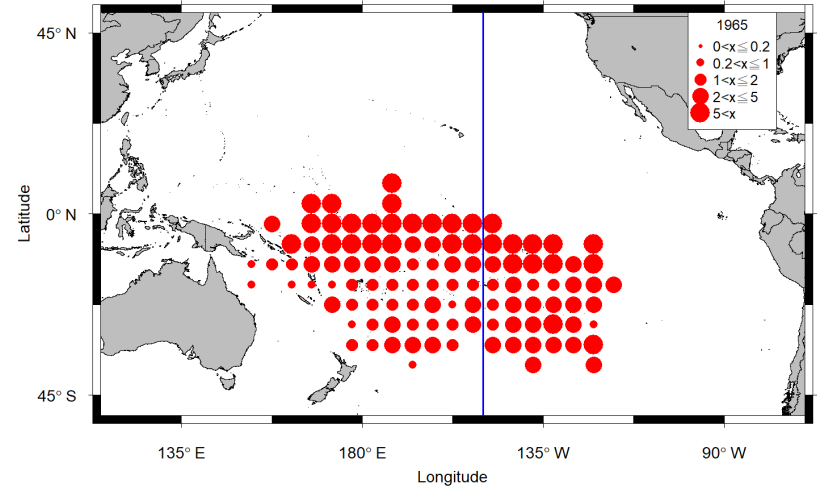 1965
0<x≦0.2
0.2<x≦1
1<x≦2
2<x≦5
5<x
45° N
0° N
45° S
Latitude
135° E
180° E
135° W
90° W
Longitude